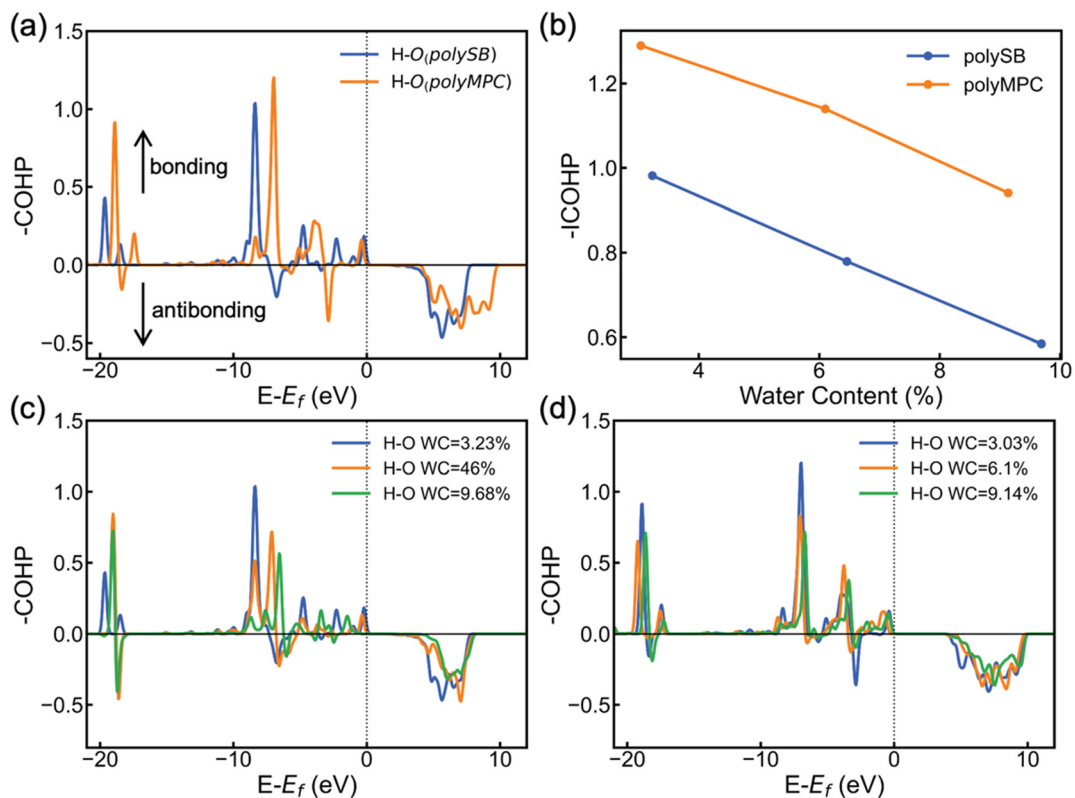 (a)
-1.5
1.0
0.5
0.0
−0.5
-COHP
H-O(polySB)
H-O(polyMPC)
bonding
antibonding
−20
−10
0
10
E-Ef (eV)
(b)
1.2
1.0
0.8
0.6
-ICOHP
polySB
polyMPC
4
6
8
10
Water Content (%)
(c)
1.5
1.0
0.5
0.0
−0.5
-COHP
H-O WC=3.23%
H-O WC=46%
H-O WC=9.68%
−20
−10
0
10
E-Ef (eV)
(d)
1.5
1.0
0.5
0.0
−0.5
-COHP
H-O WC=3.03%
H-O WC=6.1%
H-O WC=9.14%
−20
−10
0
10
E-Ef (eV)